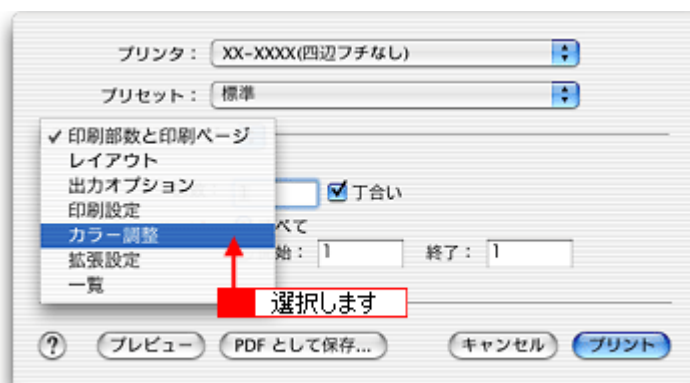 プリンタ： XX-XXXX(四辺フチなし)
プリセット： 標準
✓ 印刷部数と印刷ページ
レイアウト
出力オプション
丁合い
印刷設定
カラー調整
拡張設定
始： 1 終了： 1
一覧
選択します
? プレビュー PDF として保存... キャンセル プリント